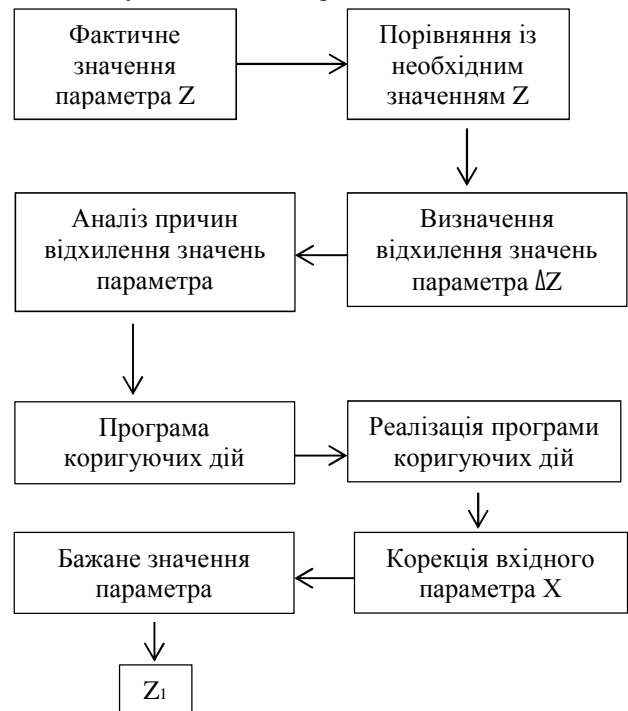 Фактичне
значення
параметра Z
Порівняння із
необхідним
значенням Z
Аналіз причин
відхилення значень
параметра
Визначення
відхилення значень
параметра ΔZ
Програма
коригуючих дій
Реалізація програми
коригуючих дій
Бажане значення
параметра
Корекція вхідного
параметра X
Z₁